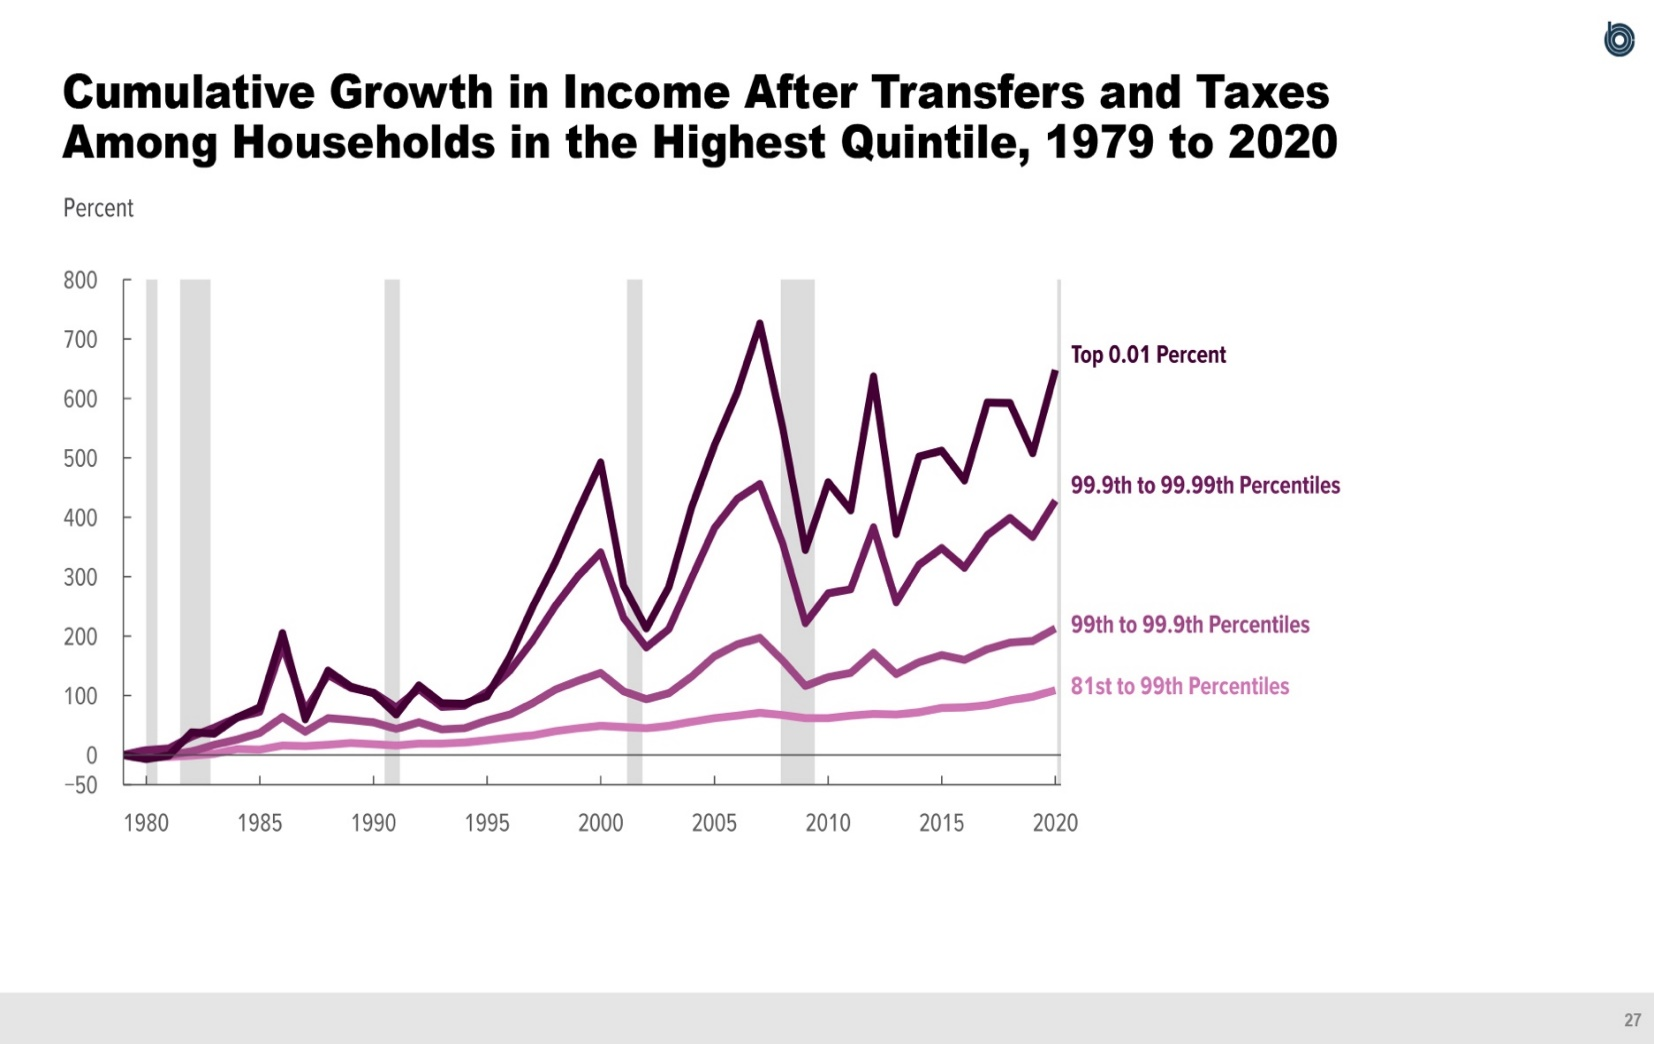 Cumulative Growth in Income After Transfers and Taxes
Among Households in the Highest Quintile, 1979 to 2020
Percent
800
700
600
500
400
300
200
100
0
−50
Top 0.01 Percent
99.9th to 99.99th Percentiles
99th to 99.9th Percentiles
81st to 99th Percentiles
1980 1985 1990 1995 2000 2005 2010 2015 2020
27